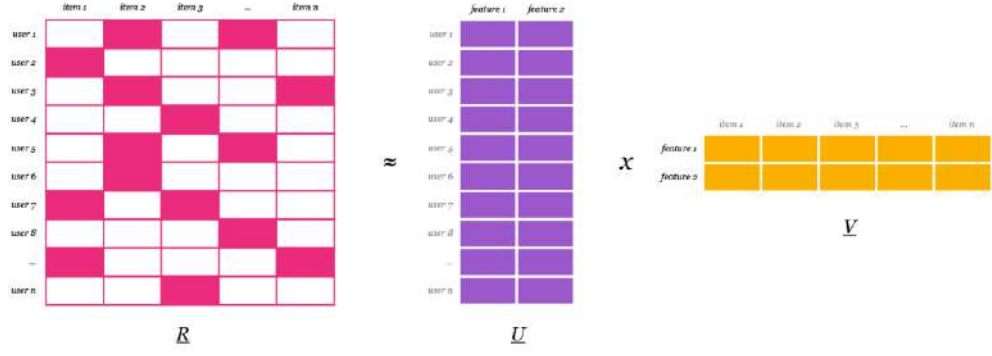 item 1 item 2 item 3 ... item n
user 1
user 2
user 3
user 4
user 5
user 6
user 7
user 8
...
user n
R
≈
feature 1 feature 2
user 1
user 2
user 3
user 4
user 5
user 6
user 7
user 8
...
user n
U
x
item 1 item 2 item 3 ... item n
feature 1
feature 2
V